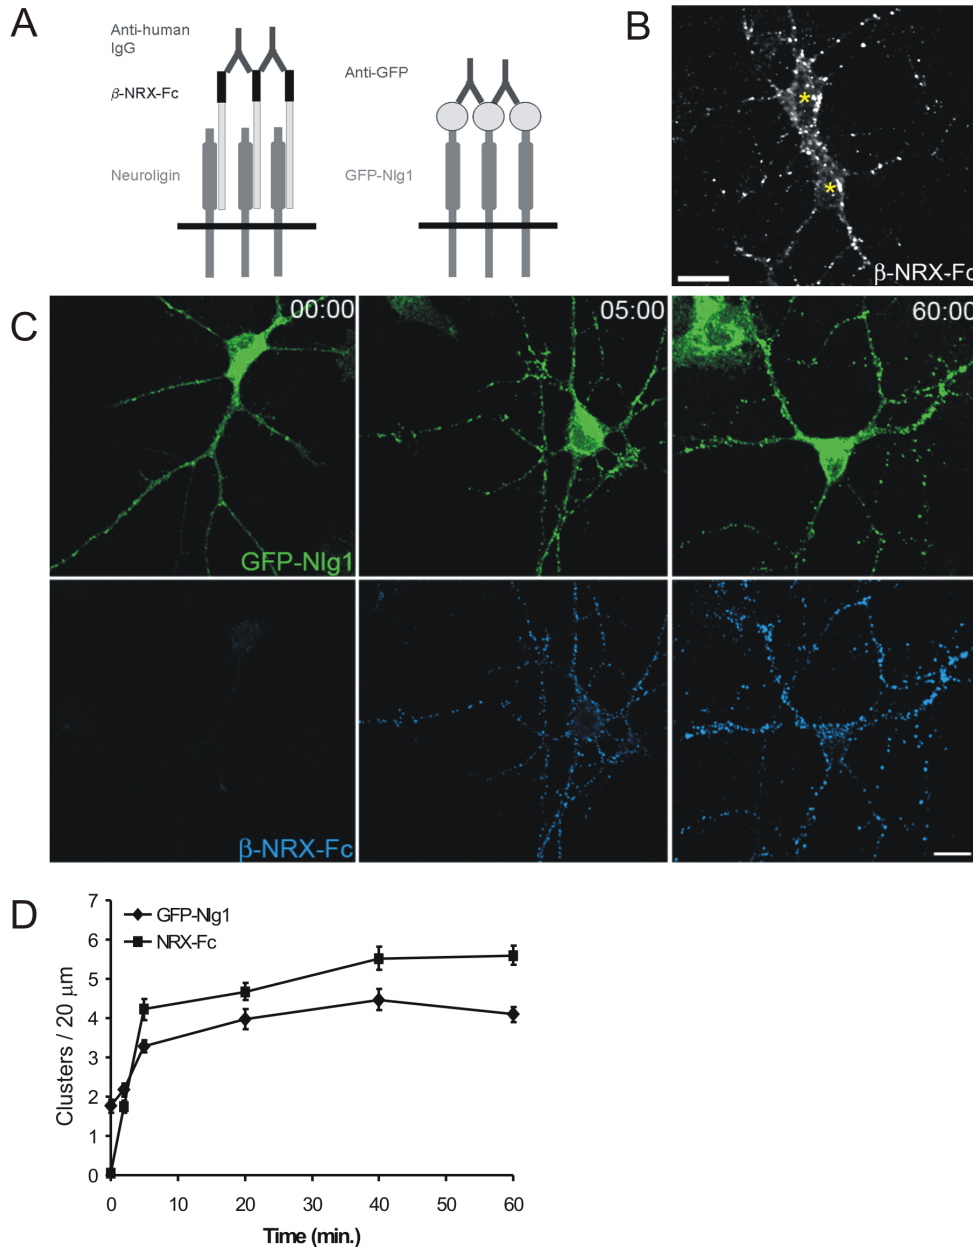 A
Anti-human
IgG
β-NRX-Fc
Neuroligin
Anti-GFP
GFP-Nlg1
B
*
*
β-NRX-Fc
C
00:00
05:00
60:00
GFP-Nlg1
β-NRX-Fc
D
7
6
5
4
3
2
1
0
Clusters / 20 μm
GFP-Nlg1
NRX-Fc
0 10 20 30 40 50 60
Time (min.)